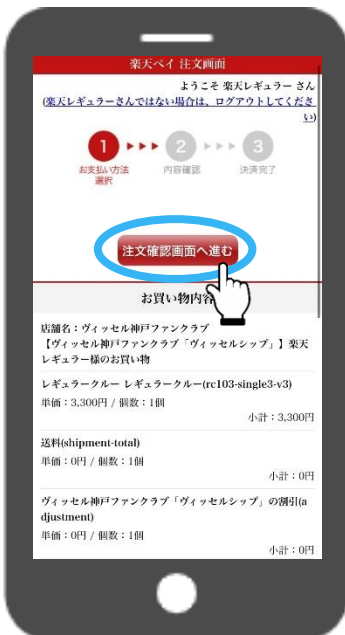 楽天ペイ 注文画面
ようこそ 楽天レギュラー さん
(楽天レギュラーさんではない場合は、ログアウトしてくださ
い)
1 2 3
お支払い方法 内容確認 決済完了
選択
注文確認画面へ進む
お買い物内容
店舗名：ヴィッセル神戸ファンクラブ
【ヴィッセル神戸ファンクラブ「ヴィッセルシップ」】楽天
レギュラー様のお買い物
レギュラークルー レギュラークルー(rc103-single3-v3)
単価：3,300円 / 個数：1個
小計：3,300円
送料(shipment-total)
単価：0円 / 個数：1個
小計：0円
ヴィッセル神戸ファンクラブ「ヴィッセルシップ」の割引(a
djustment)
単価：0円 / 個数：1個
小計：0円